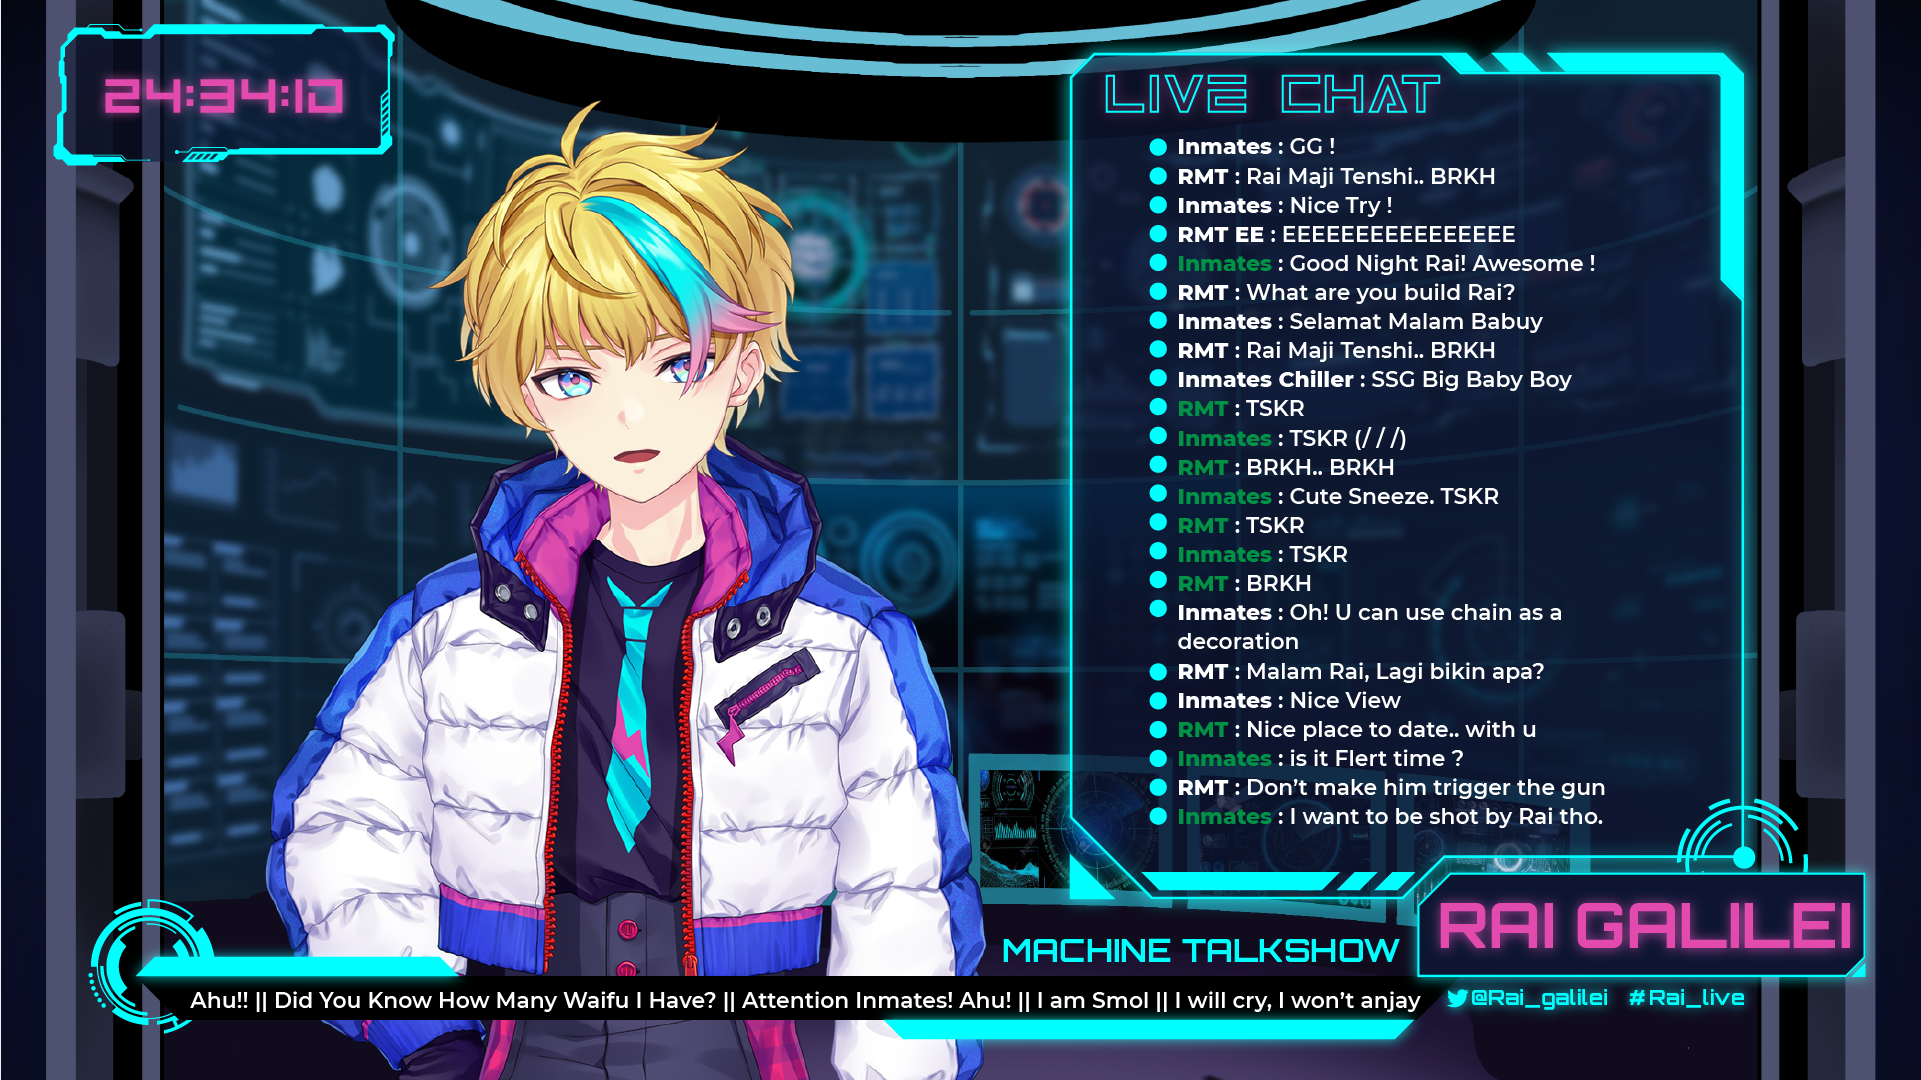 24:34:10
LIVE CHAT
Inmates : GG !
RMT : Rai Maji Tenshi.. BRKH
Inmates : Nice Try !
RMT EE : EEEEEEEEEEEEEEEE
Inmates : Good Night Rai! Awesome !
RMT : What are you build Rai?
Inmates : Selamat Malam Babuy
RMT : Rai Maji Tenshi.. BRKH
Inmates Chiller : SSG Big Baby Boy
RMT : TSKR
Inmates : TSKR (/ / /)
RMT : BRKH.. BRKH
Inmates : Cute Sneeze. TSKR
RMT : TSKR
Inmates : TSKR
RMT : BRKH
Inmates : Oh! U can use chain as a
decoration
RMT : Malam Rai, Lagi bikin apa?
Inmates : Nice View
RMT : Nice place to date.. with u
Inmates : is it Flert time ?
RMT : Don’t make him trigger the gun
Inmates : I want to be shot by Rai tho.
RAI GALILEI
MACHINE TALKSHOW
Ahu!! || Did You Know How Many Waifu I Have? || Attention Inmates! Ahu! || I am Smol || I will cry, I won’t anjay
@Rai_galilei #Rai_live